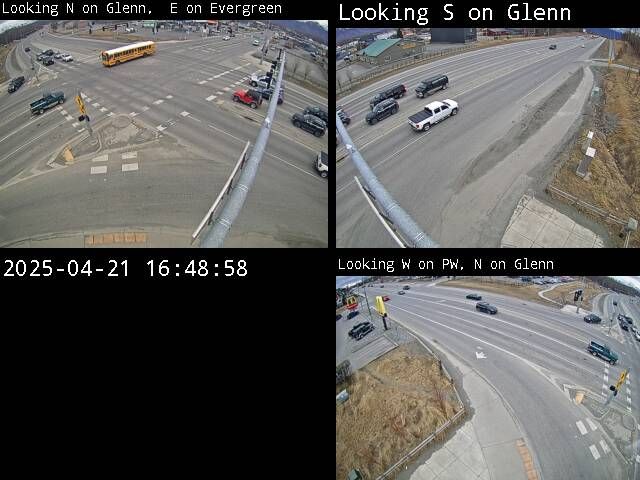 Looking N on Glenn,  E on Evergreen
Looking S on Glenn
2025-04-21 16:48:58
Looking W on PW, N on Glenn